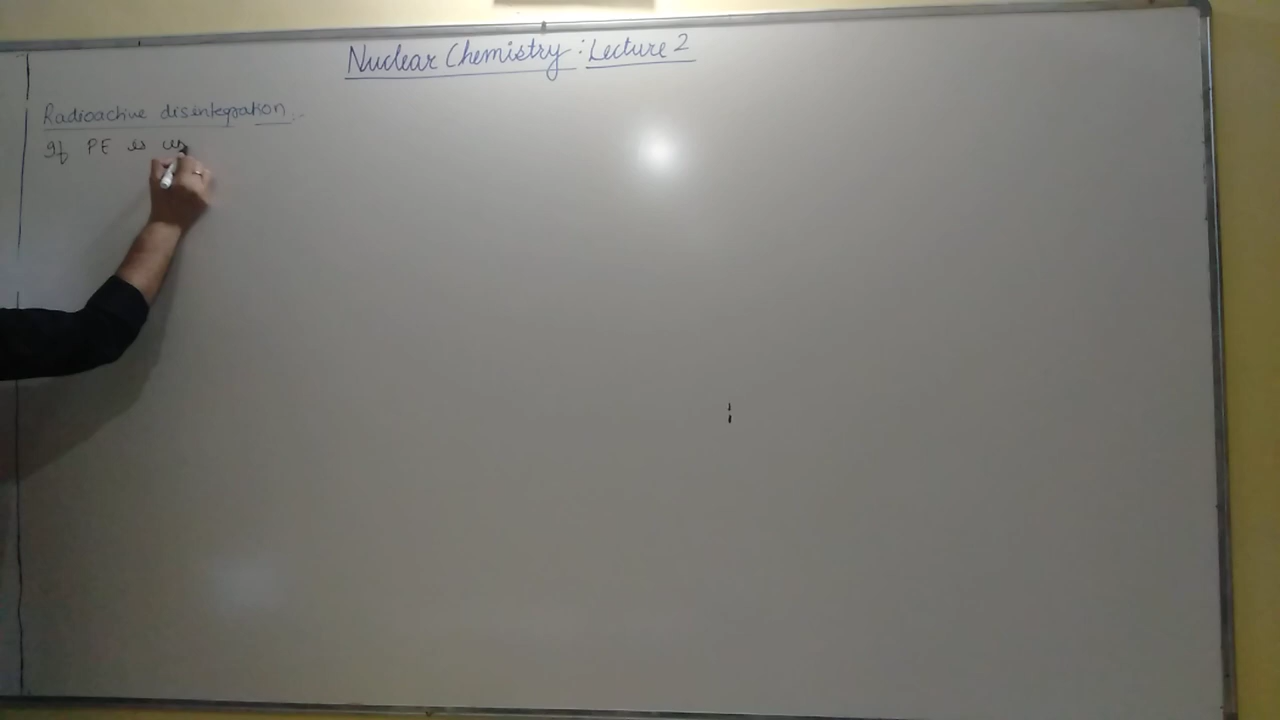 Nuclear Chemistry : Lecture 2
Radioactive disintegration :-
If PE is